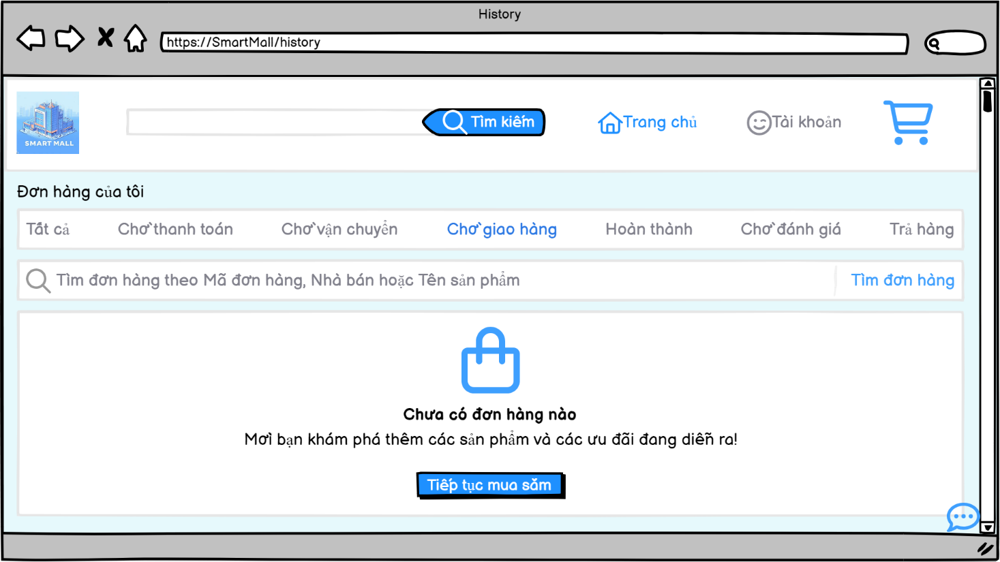 History
https://SmartMall/history
SMART MALL
Tìm kiếm
Trang chủ
Tài khoản
Đơn hàng của tôi
Tất cả
Chờ thanh toán
Chờ vận chuyển
Chờ giao hàng
Hoàn thành
Chờ đánh giá
Trả hàng
Tìm đơn hàng theo Mã đơn hàng, Nhà bán hoặc Tên sản phẩm
Tìm đơn hàng
Chưa có đơn hàng nào
Mời bạn khám phá thêm các sản phẩm và các ưu đãi đang diễn ra!
Tiếp tục mua sắm